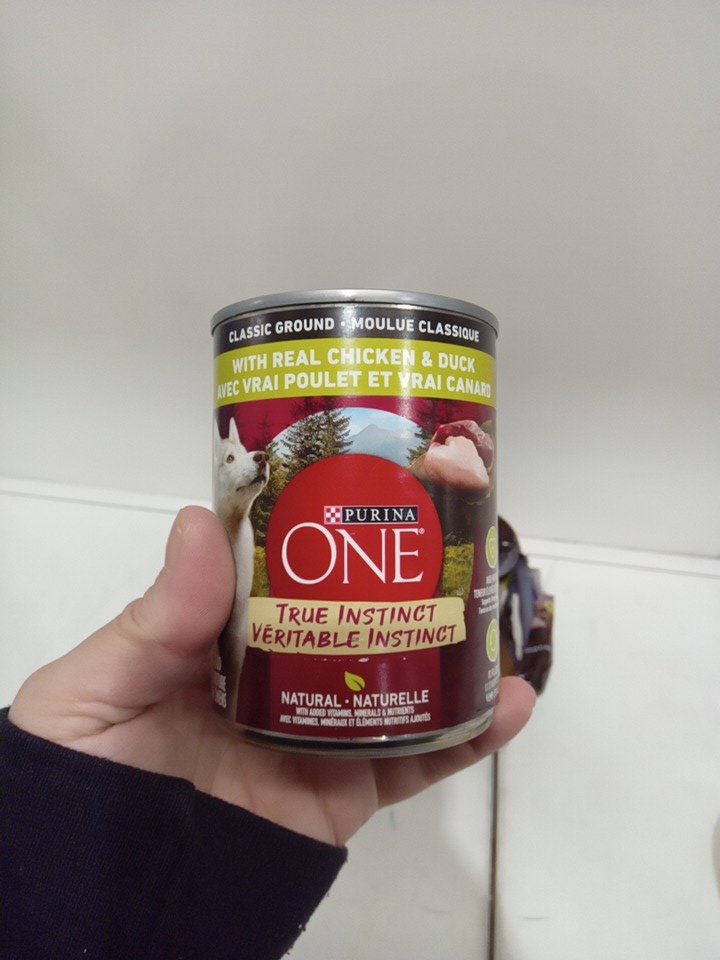 CLASSIC GROUND · MOULUE CLASSIQUE
WITH REAL CHICKEN & DUCK
AVEC VRAI POULET ET VRAI CANARD
PURINA
ONE®
TRUE INSTINCT
VÉRITABLE INSTINCT
NATURAL · NATURELLE
WITH ADDED VITAMINS, MINERALS & NUTRIENTS
AVEC VITAMINES, MINÉRAUX ET ÉLÉMENTS NUTRITIFS AJOUTÉS